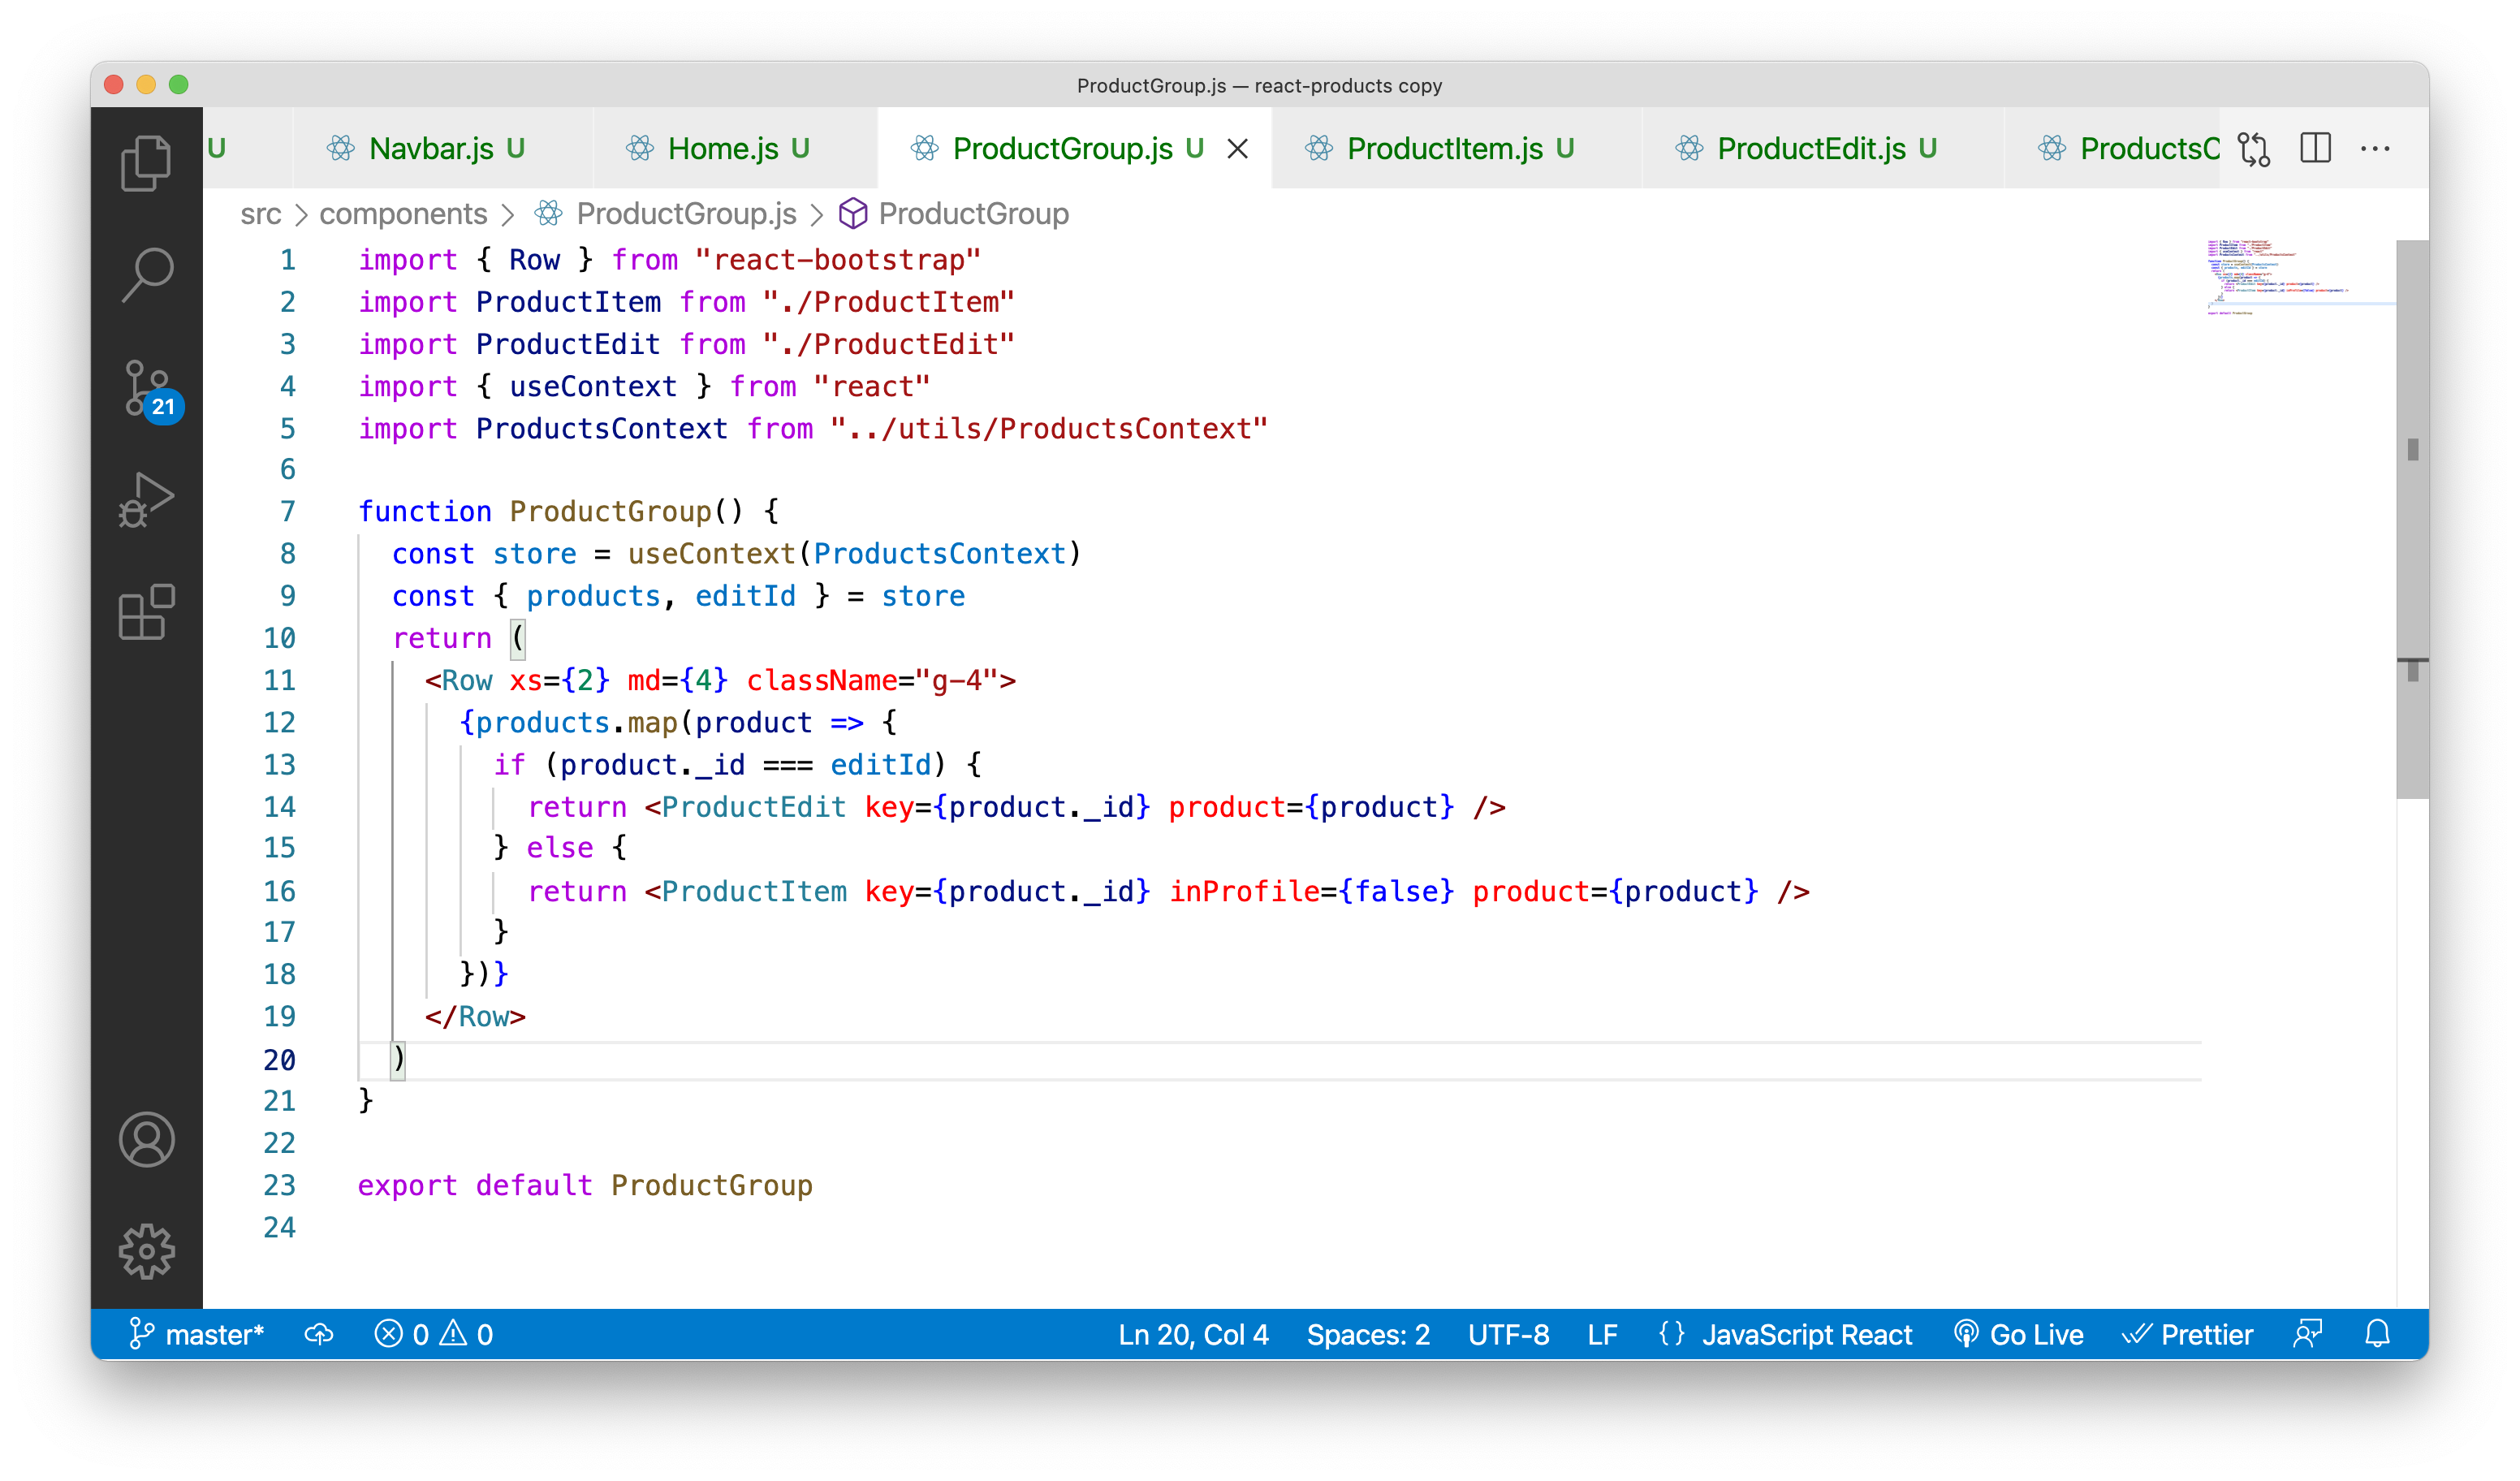 ProductGroup.js — react-products copy
U Navbar.js U Home.js U ProductGroup.js U ProductItem.js U ProductEdit.js U ProductsC
src > components > ProductGroup.js > ProductGroup
1 import { Row } from "react-bootstrap"
2 import ProductItem from "./ProductItem"
3 import ProductEdit from "./ProductEdit"
4 import { useContext } from "react"
5 import ProductsContext from "../utils/ProductsContext"
6
7 function ProductGroup() {
8   const store = useContext(ProductsContext)
9   const { products, editId } = store
10   return (
11     <Row xs={2} md={4} className="g-4">
12       {products.map(product => {
13         if (product._id === editId) {
14           return <ProductEdit key={product._id} product={product} />
15         } else {
16           return <ProductItem key={product._id} inProfile={false} product={product} />
17         }
18       })}
19     </Row>
20   )
21 }
22
23 export default ProductGroup
24
21
master* 0 0 Ln 20, Col 4 Spaces: 2 UTF-8 LF {} JavaScript React Go Live Prettier